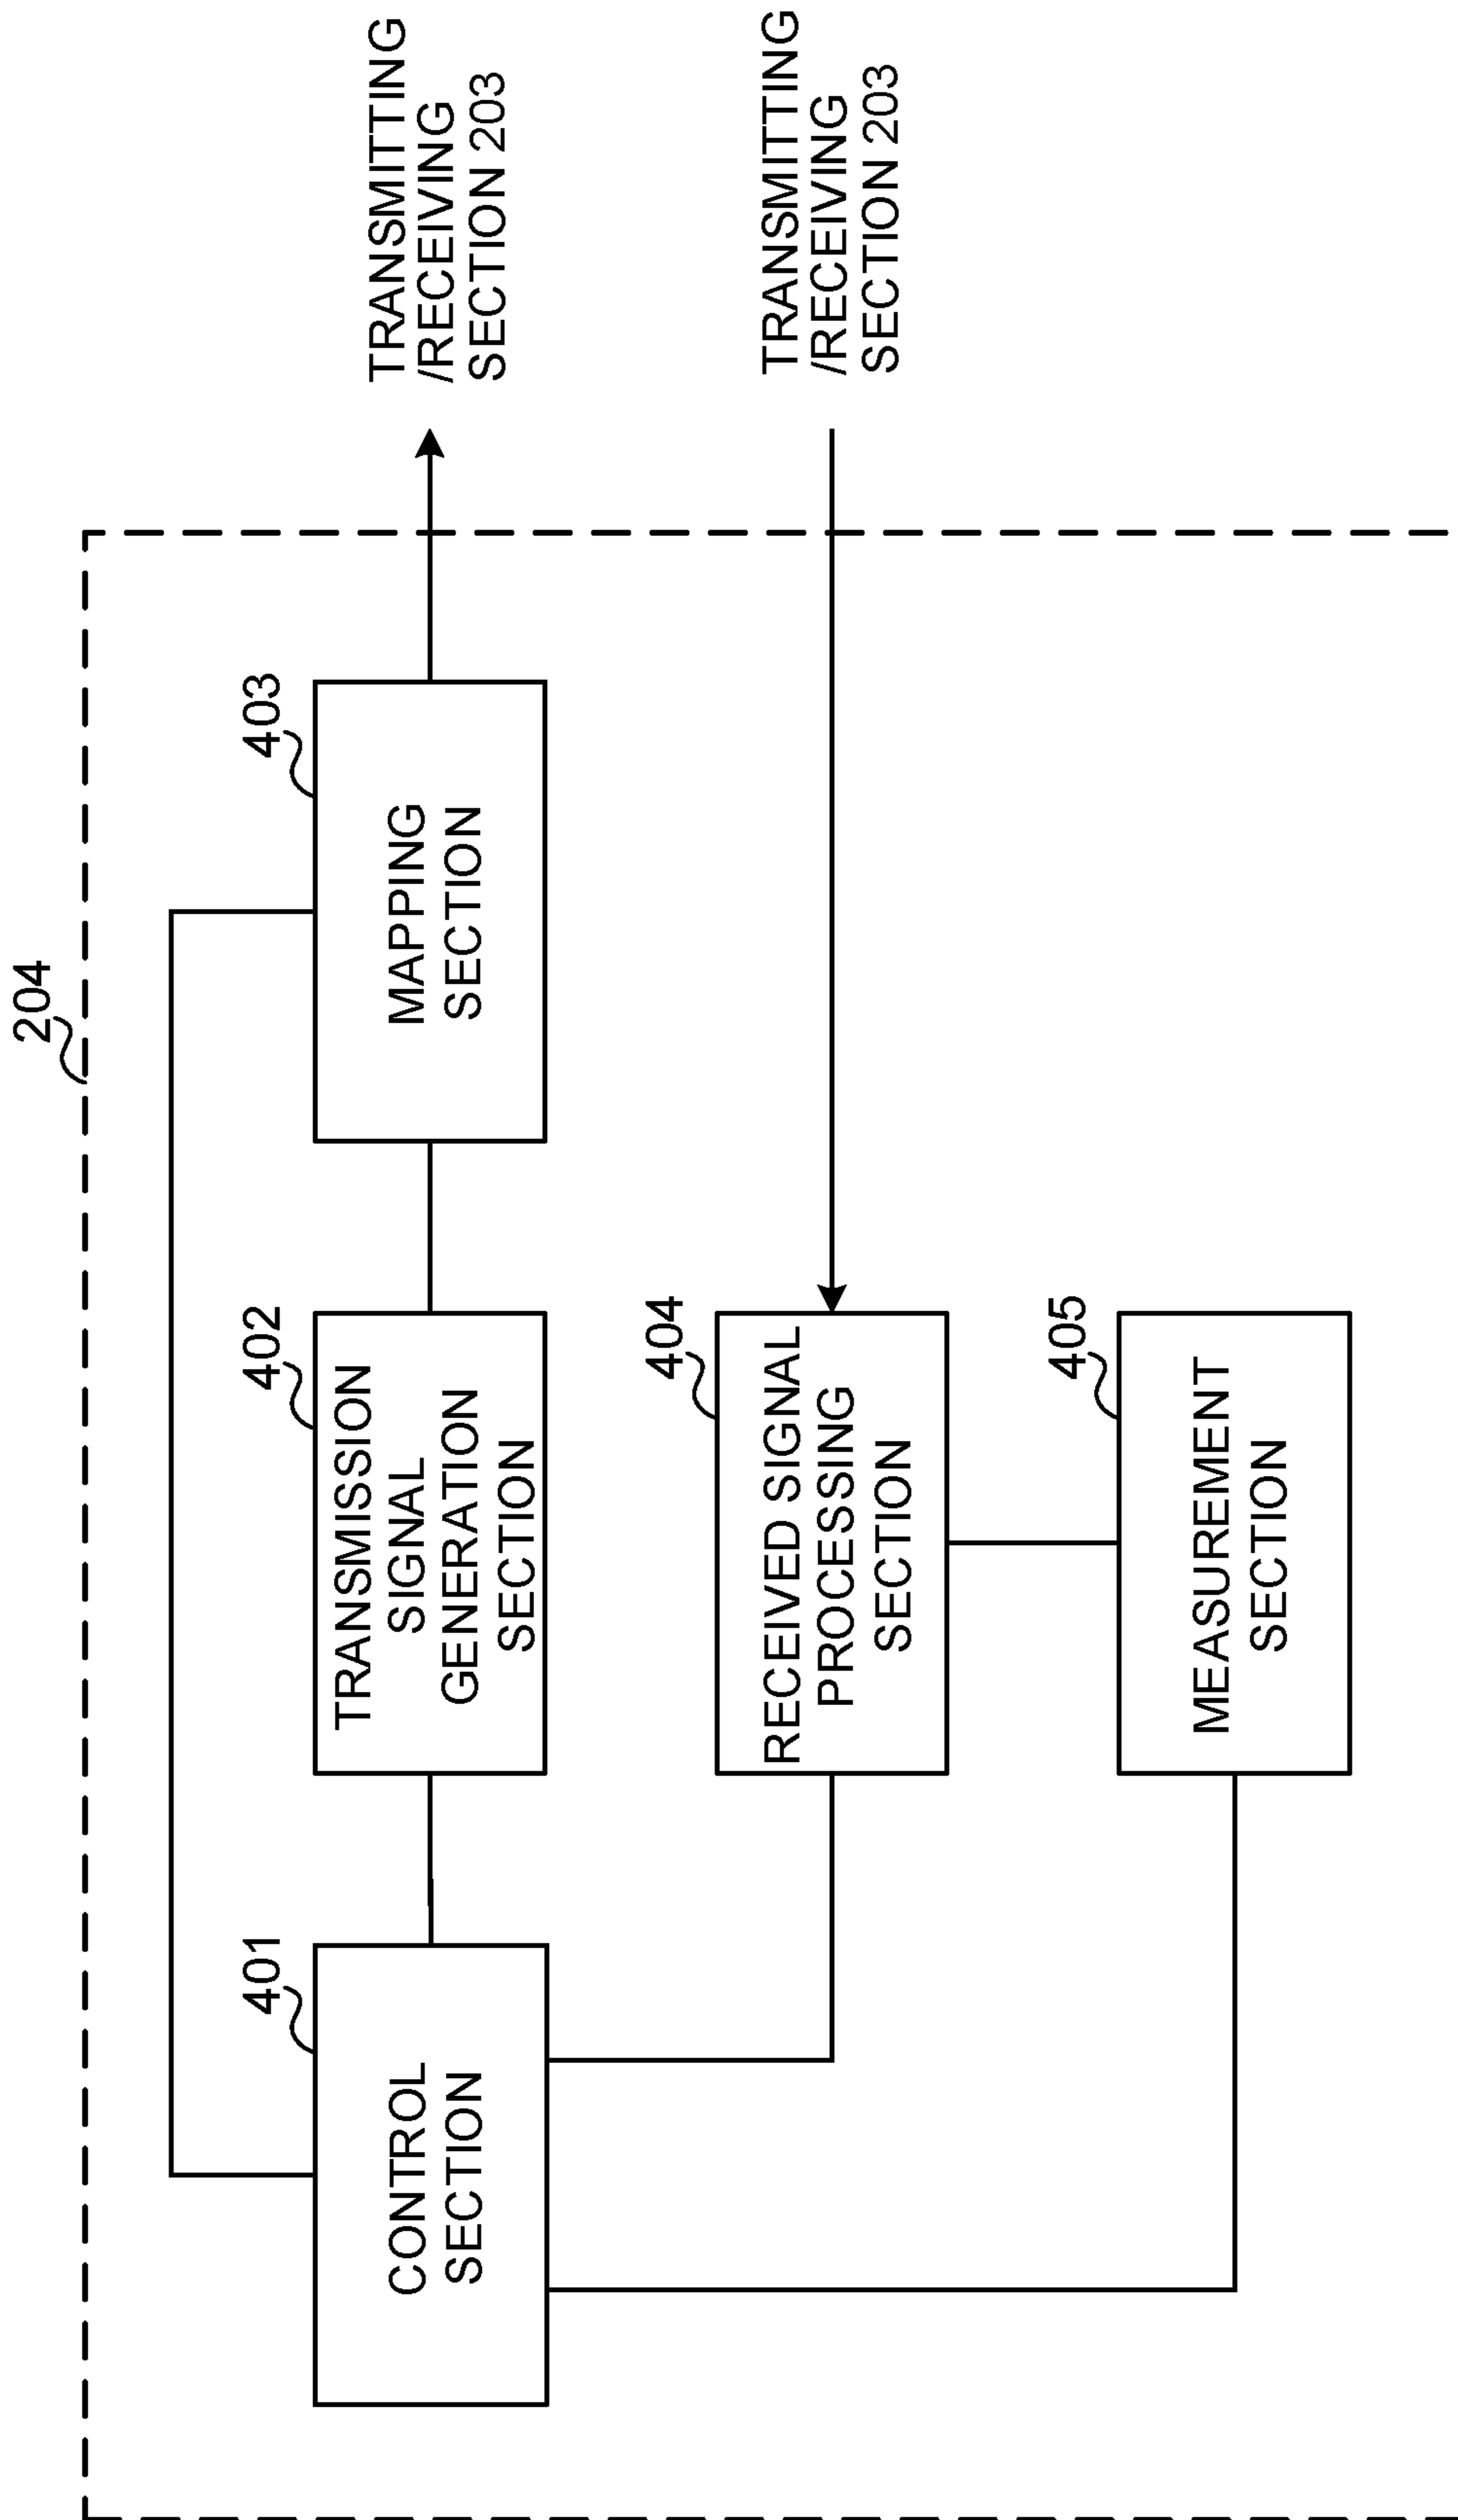 204
401
CONTROL
SECTION
402
TRANSMISSION
SIGNAL
GENERATION
SECTION
403
MAPPING
SECTION
TRANSMITTING
/RECEIVING
SECTION 203
404
RECEIVED SIGNAL
PROCESSING
SECTION
TRANSMITTING
/RECEIVING
SECTION 203
405
MEASUREMENT
SECTION